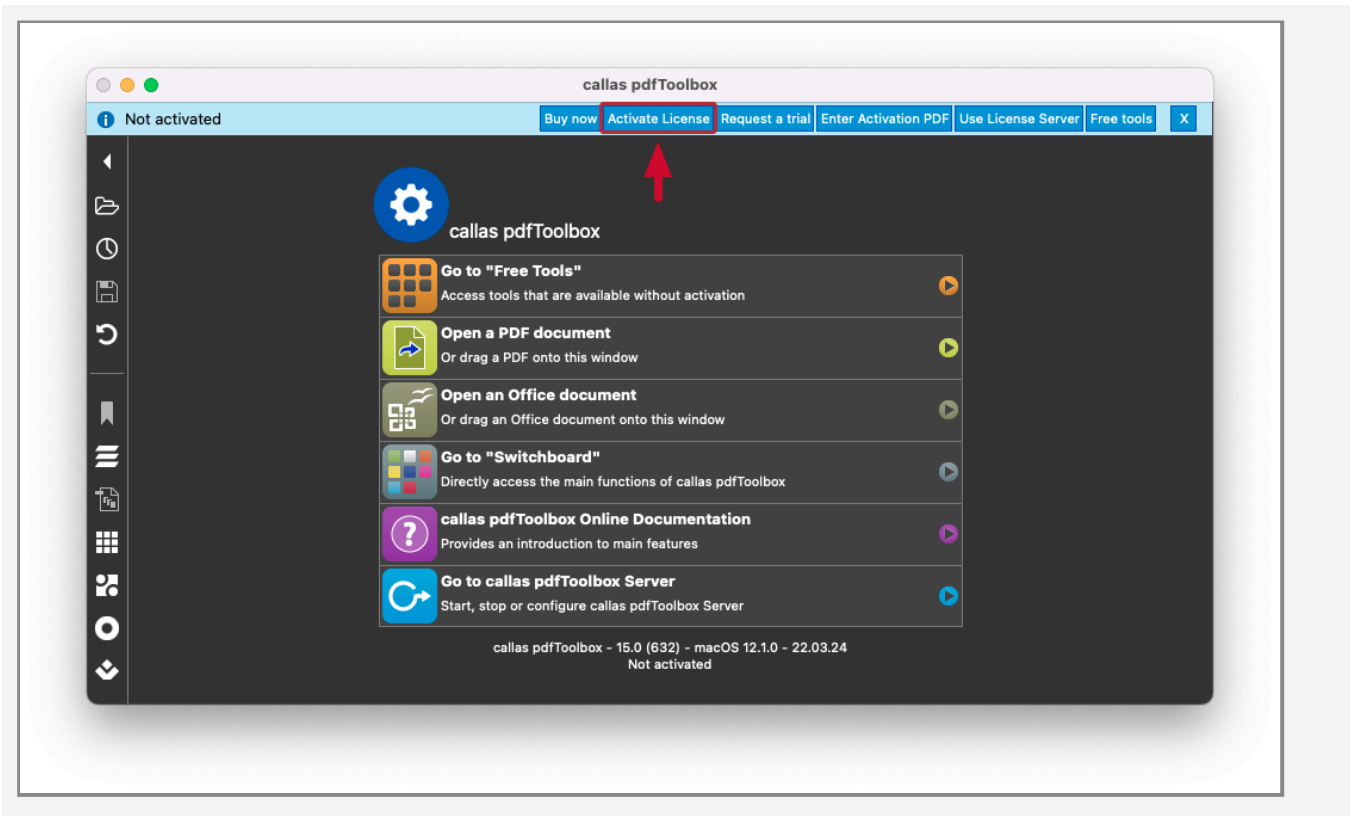 callas pdfToolbox
Not activated
Buy now Activate License Request a trial Enter Activation PDF Use License Server Free tools X
callas pdfToolbox
Go to "Free Tools"
Access tools that are available without activation
Open a PDF document
Or drag a PDF onto this window
Open an Office document
Or drag an Office document onto this window
Go to "Switchboard"
Directly access the main functions of callas pdfToolbox
callas pdfToolbox Online Documentation
Provides an introduction to main features
Go to callas pdfToolbox Server
Start, stop or configure callas pdfToolbox Server
callas pdfToolbox - 15.0 (632) - macOS 12.1.0 - 22.03.24
Not activated